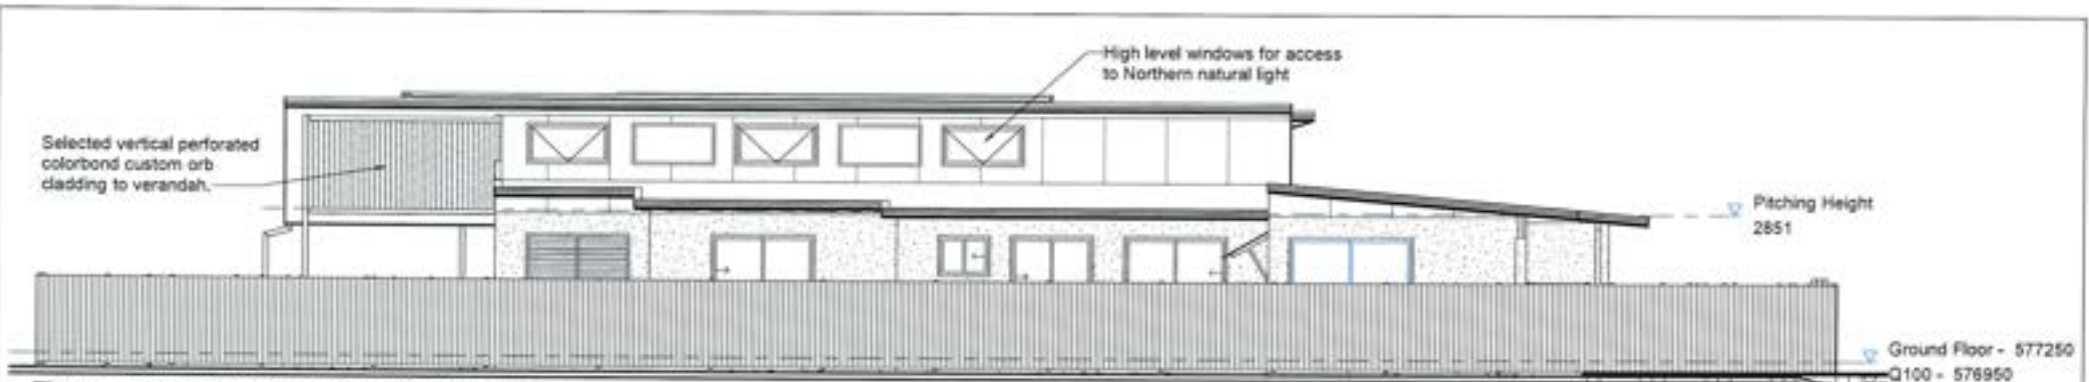 High level windows for access
to Northern natural light
Selected vertical perforated
colorbond custom orb
cladding to verandah.
Pitching Height
2851
Ground Floor - 577250
Q100 - 576950